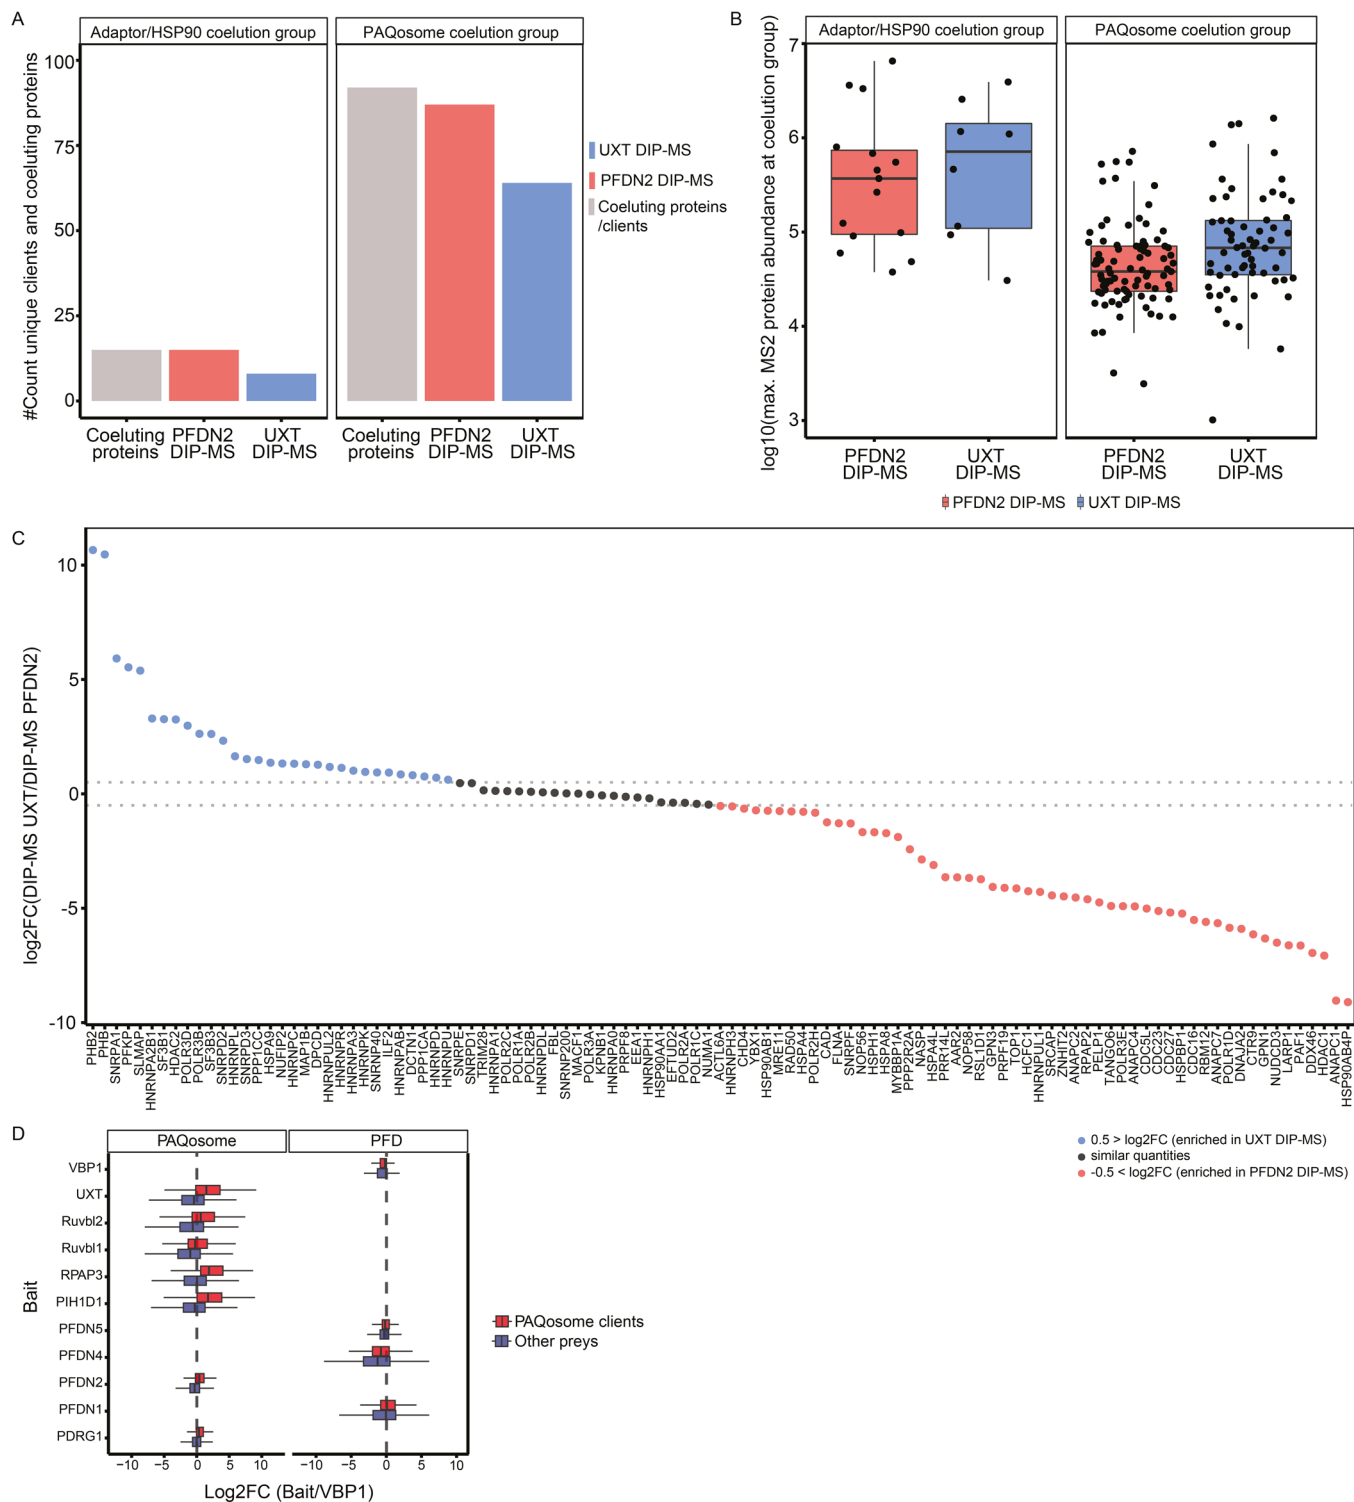 A
Adaptor/HSP90 coelution group
PAQosome coelution group
#Count unique clients and coeluting proteins
100
75
50
25
0
Coeluting proteins
PFDN2 DIP-MS
UXT DIP-MS
Coeluting proteins
PFDN2 DIP-MS
UXT DIP-MS
UXT DIP-MS
PFDN2 DIP-MS
Coeluting proteins
/clients
B
Adaptor/HSP90 coelution group
PAQosome coelution group
log10(max. MS2 protein abundance at coelution group)
7
6
5
4
3
PFDN2 DIP-MS
UXT DIP-MS
PFDN2 DIP-MS
UXT DIP-MS
PFDN2 DIP-MS
UXT DIP-MS
C
log2FC(DIP-MS UXT/DIP-MS PFDN2)
10
5
0
-5
-10
PHB2
PHB
SNRPA1
PFKP
SLMAP
HNRNPA2B1
SF3B1
HDAC2
POLR3D
POLR3B
SF3B3
SNRPD2
HNRNPL
SNRPD3
PPP1CC
HSPA9
NUFIP2
HNRNPC
MAP1B
DPCD
HNRNPUL2
HNRNPR
HNRNPA3
HNRNPK
SNRNP40
ILF2
HNRNPAB
DCTN1
PPP1CA
HNRNPD
HNRNPU
SNRPE
SNRPD1
TRIM28
HNRNPA1
POLR2C
POLR1A
POLR2B
HNRNPDL
FBL
SNRNP200
MACF1
POLR3A
KPNB1
HNRNPA0
PRPF8
EEA1
HNRNPH1
HSP90AA1
EFTUD2
POLR2A
POLR1C
NUMA1
ACTL6A
HNRNPH3
CHD4
YBX1
HSP90AB1
MRE11
RAD50
HSPA4
POLR2H
CAD
FLNA
SNRPF
NOP56
HSPH1
HSPA8
MYBBP1A
PPP2R2A
NASP
HSPA4L
PRR14L
AAR2
NOP58
RSL1D1
GPN3
PRPF19
TOP1
HCFC1
HNRNPUL1
SRCAP
ZNHIT2
ANAPC2
RPAP2
PELP1
TANGO6
POLR3E
ANAPC4
CDC5L
CDC23
CDC27
HSPBP1
CDC16
RBM12
ANAPC7
POLR1D
DNAJA2
CTR9
GPN1
NUDC3
LARP1
PAF1
DDX46
HDAC1
ANAPC1
HSP90AB4P
0.5 > log2FC (enriched in UXT DIP-MS)
similar quantities
-0.5 < log2FC (enriched in PFDN2 DIP-MS)
D
PAQosome
PFD
Bait
VBP1
UXT
Ruvbl2
Ruvbl1
RPAP3
PIH1D1
PFDN5
PFDN4
PFDN2
PFDN1
PDRG1
−10 −5 0 5 10
−10 −5 0 5 10
Log2FC (Bait/VBP1)
PAQosome clients
Other preys